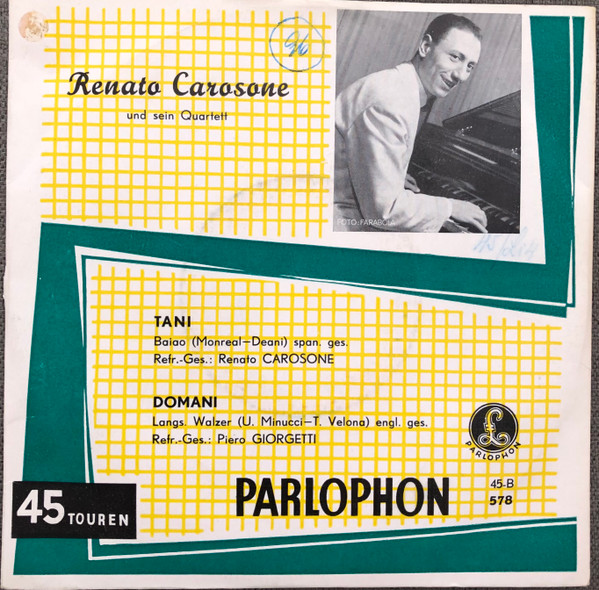 Renato Carosone
und sein Quartett
FOTO: PARABOLA
TANI
Baiao (Monreal–Deani) span. ges.
Refr.-Ges.: Renato CAROSONE
DOMANI
Langs. Walzer (U. Minucci–T. Velona) engl. ges.
Refr.-Ges.: Piero GIORGETTI
£
PARLOPHON
45 TOUREN
PARLOPHON
45-B
578